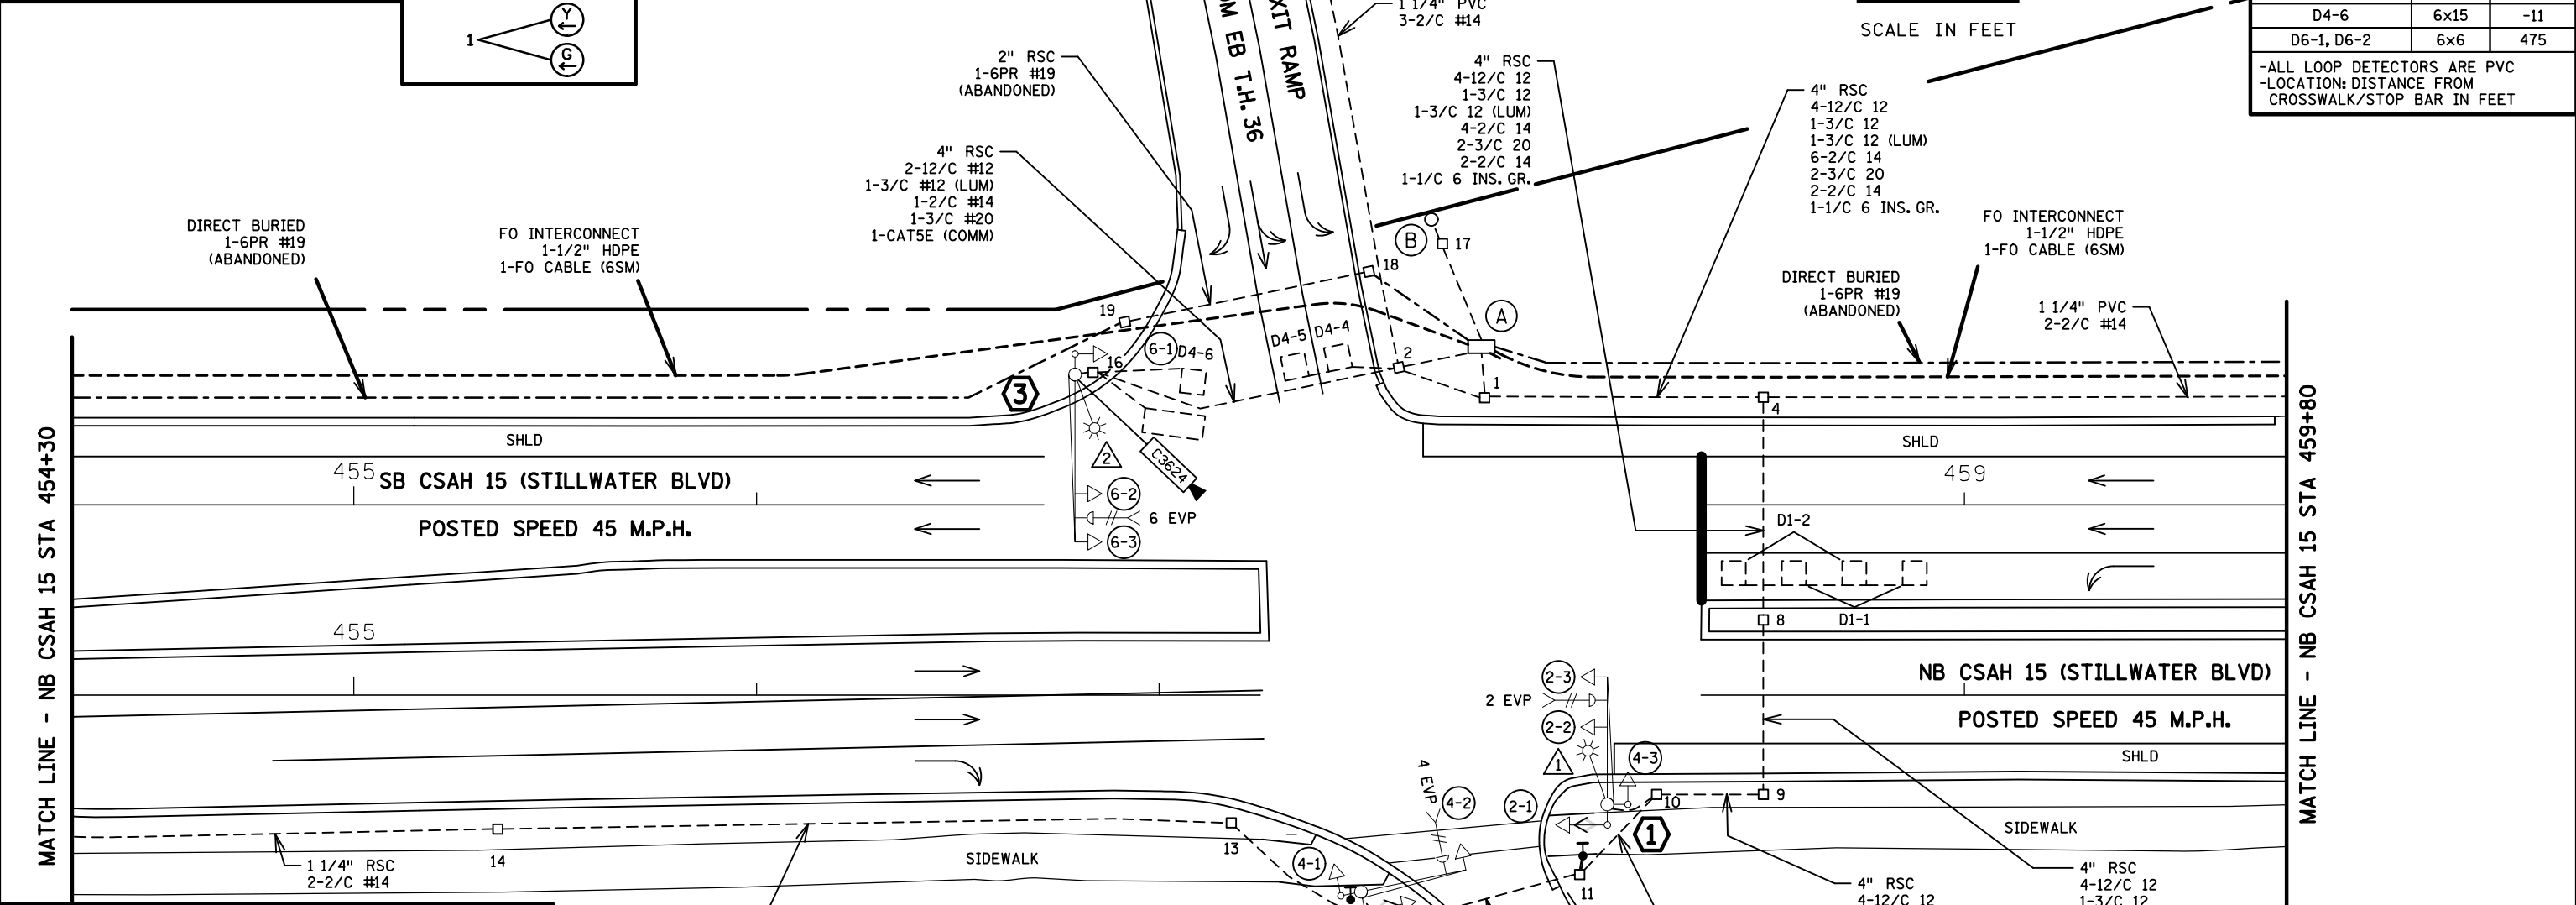 1
Y
G
2" RSC
1-6PR #19
(ABANDONED)
OM EB T.H. 36
XIT RAMP
1 1/4" PVC
3-2/C #14
SCALE IN FEET
D4-6 6x15 -11
D6-1, D6-2 6x6 475
-ALL LOOP DETECTORS ARE PVC
-LOCATION: DISTANCE FROM
CROSSWALK/STOP BAR IN FEET
4" RSC
4-12/C 12
1-3/C 12
1-3/C 12 (LUM)
4-2/C 14
2-3/C 20
2-2/C 14
1-1/C 6 INS. GR.
4" RSC
4-12/C 12
1-3/C 12
1-3/C 12 (LUM)
6-2/C 14
2-3/C 20
2-2/C 14
1-1/C 6 INS. GR.
4" RSC
2-12/C #12
1-3/C #12 (LUM)
1-2/C #14
1-3/C #20
1-CAT5E (COMM)
DIRECT BURIED
1-6PR #19
(ABANDONED)
FO INTERCONNECT
1-1/2" HDPE
1-FO CABLE (6SM)
FO INTERCONNECT
1-1/2" HDPE
1-FO CABLE (6SM)
DIRECT BURIED
1-6PR #19
(ABANDONED)
1 1/4" PVC
2-2/C #14
B
17
18
A
19
6-1
D4-6
D4-5
D4-4
16
2
1
3
4
2
C3624
SHLD
SHLD
455
SB CSAH 15 (STILLWATER BLVD)
POSTED SPEED 45 M.P.H.
6-2
6 EVP
6-3
459
D1-2
D1-1
8
455
MATCH LINE - NB CSAH 15 STA 454+30
MATCH LINE - NB CSAH 15 STA 459+80
NB CSAH 15 (STILLWATER BLVD)
POSTED SPEED 45 M.P.H.
SHLD
2-3
2 EVP
2-2
1
4-3
4 EVP
4-2
2-1
10
9
1
SIDEWALK
SIDEWALK
14
13
4-1
11
1 1/4" RSC
2-2/C #14
4" RSC
4-12/C 12
4" RSC
4-12/C 12
1-3/C 12